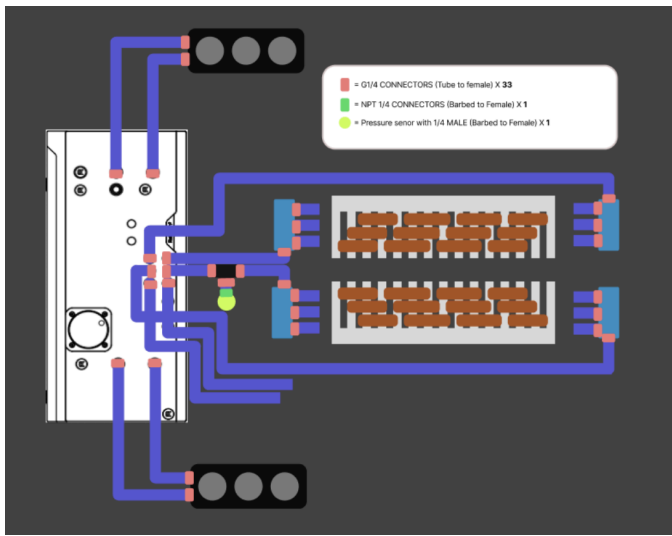 = G1/4 CONNECTORS (Tube to female) X 33
= NPT 1/4 CONNECTORS (Barbed to Female) X 1
= Pressure senor with 1/4 MALE (Barbed to Female) X 1